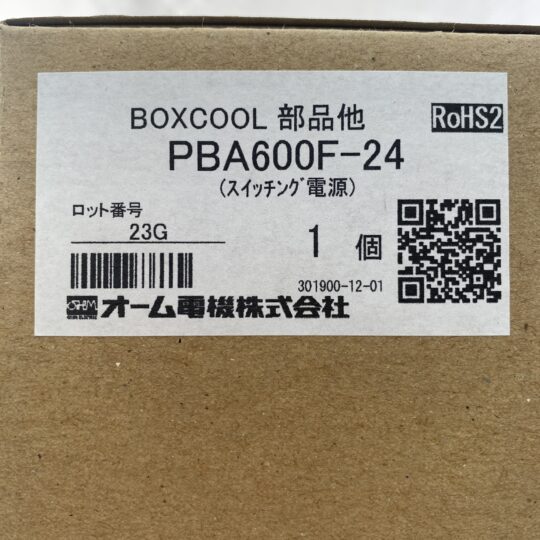 BOXCOOL 部品他
RoHS2
PBA600F-24
(スイッチング電源)
ロット番号
23G
1 個
301900-12-01
OHM オーム電機株式会社